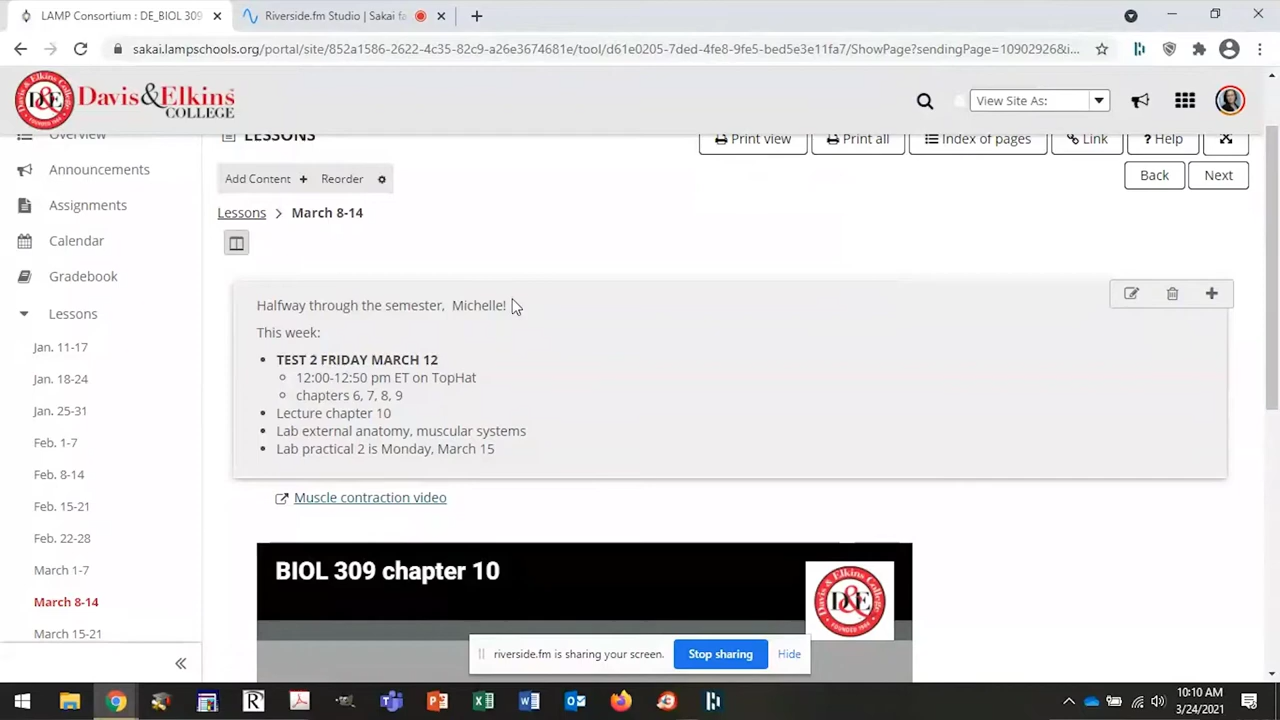 LAMP Consortium : DE_BIOL 309
Riverside.fm Studio | Sakai fa
sakai.lampschools.org/portal/site/852a1586-2622-4c35-82c9-a26e3674681e/tool/d61e0205-7ded-4fe8-9fe5-bed5e3e11fa7/ShowPage?sendingPage=10902926&i...
D&E
Davis&Elkins
COLLEGE
View Site As:
Overview
LESSONS
Print view
Print all
Index of pages
Link
Help
Announcements
Add Content
Reorder
Back
Next
Assignments
Lessons > March 8-14
Calendar
Gradebook
Halfway through the semester, Michelle!
Lessons
This week:
Jan. 11-17
TEST 2 FRIDAY MARCH 12
Jan. 18-24
12:00-12:50 pm ET on TopHat
chapters 6, 7, 8, 9
Jan. 25-31
Lecture chapter 10
Feb. 1-7
Lab external anatomy, muscular systems
Lab practical 2 is Monday, March 15
Feb. 8-14
Muscle contraction video
Feb. 15-21
Feb. 22-28
March 1-7
BIOL 309 chapter 10
D&E
March 8-14
March 15-21
riverside.fm is sharing your screen.
Stop sharing
Hide
10:10 AM
3/24/2021